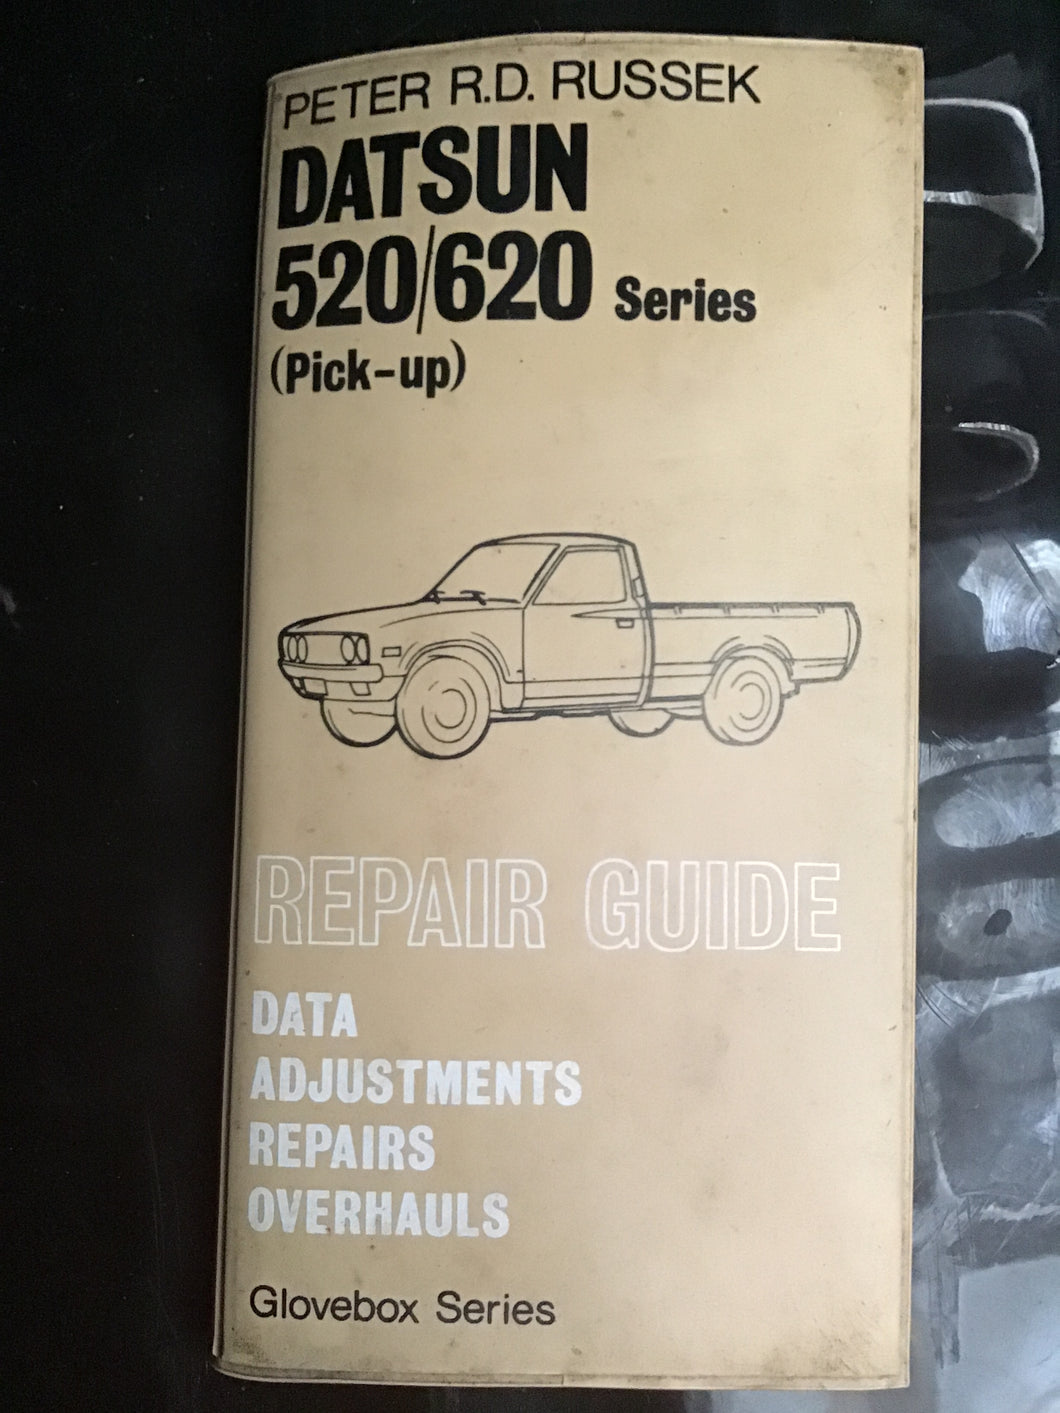 PETER R.D. RUSSEK
DATSUN
520/620 Series
(Pick-up)
REPAIR GUIDE
DATA
ADJUSTMENTS
REPAIRS
OVERHAULS
Glovebox Series